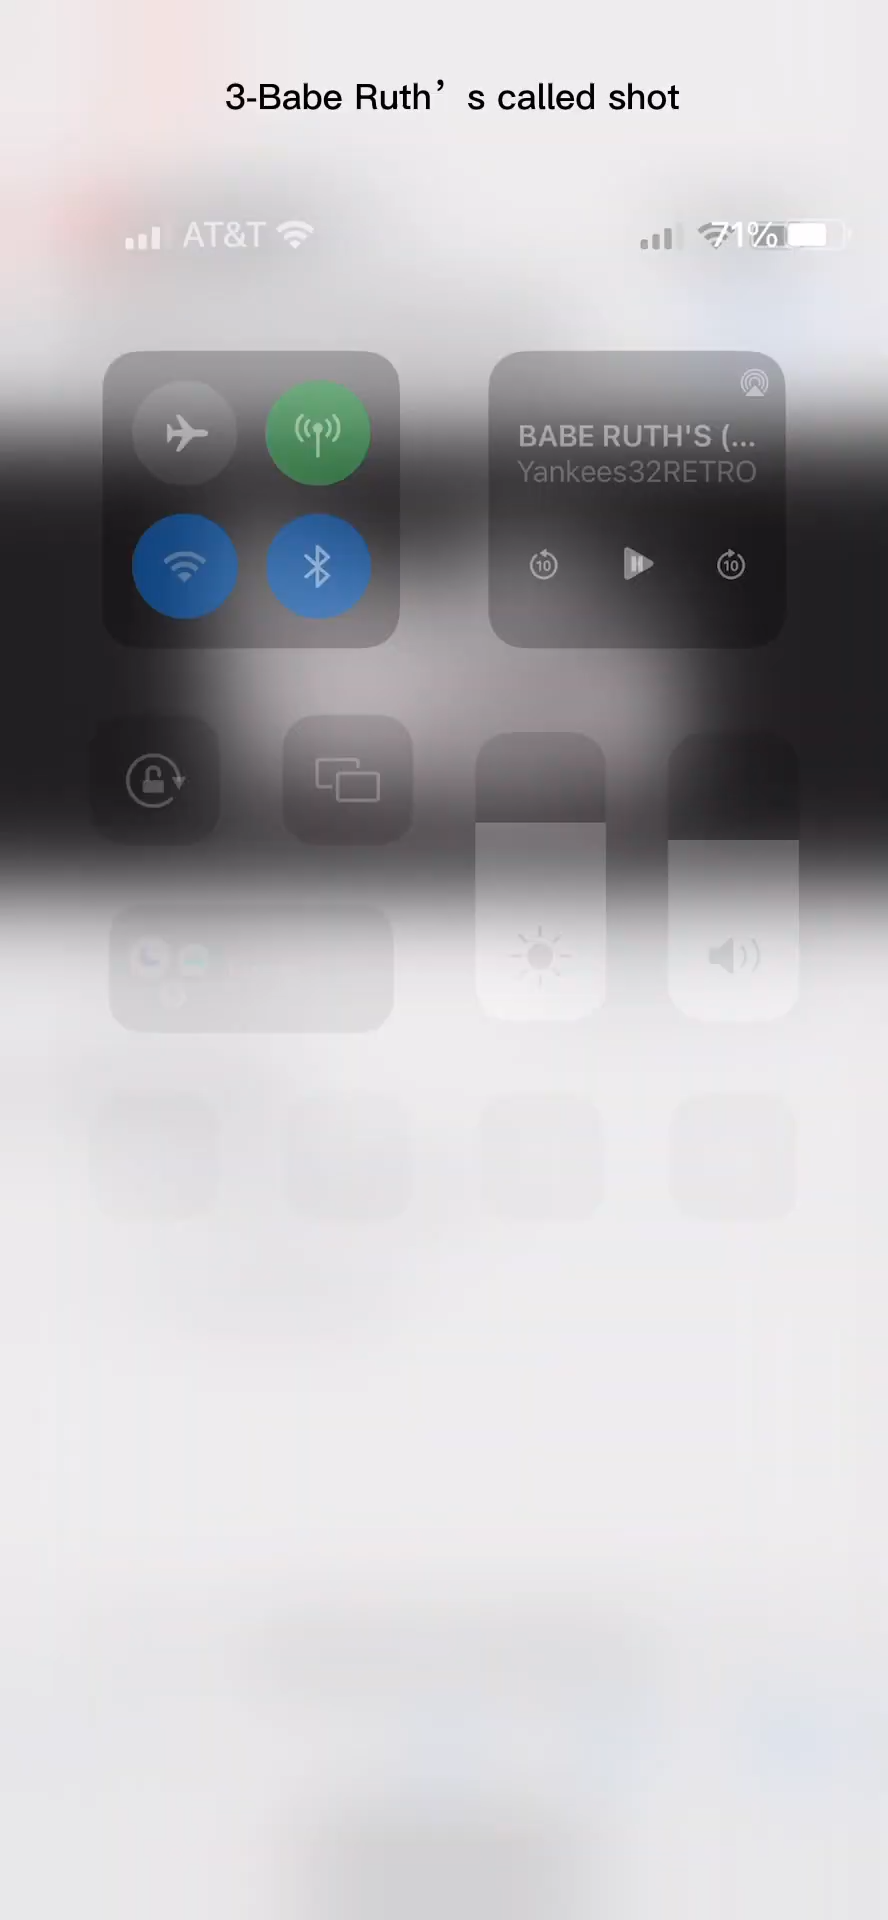 3-Babe Ruth’s called shot
AT&T
71%
BABE RUTH'S (...
Yankees32RETRO
10
10